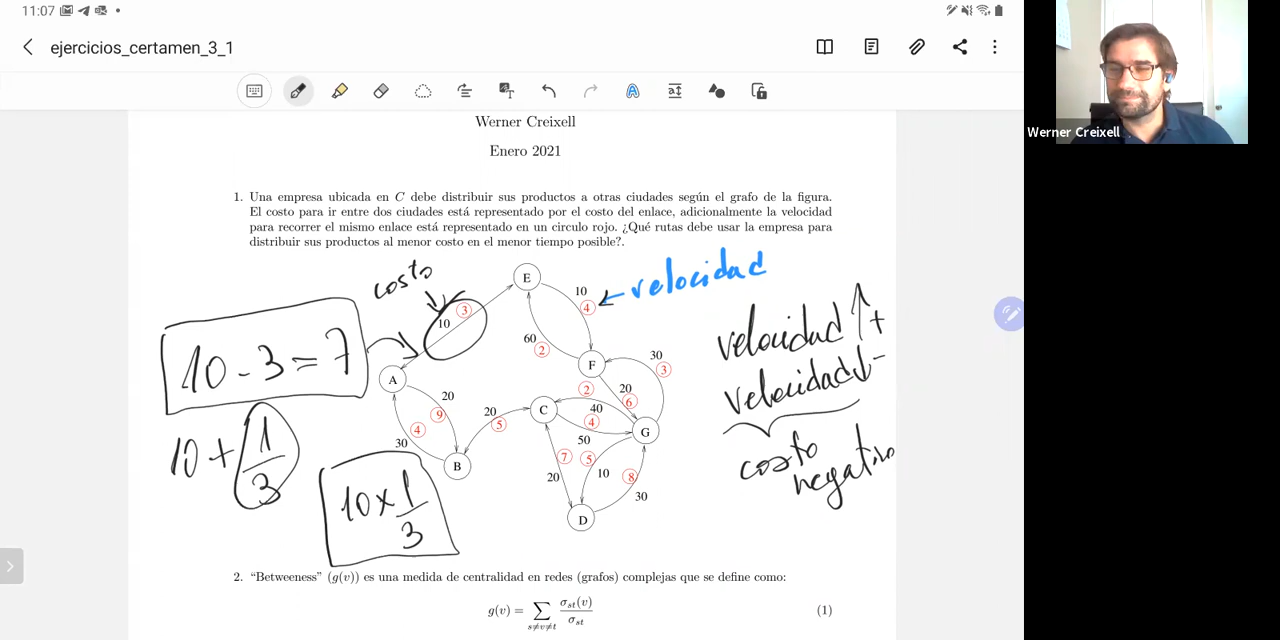 11:07
ejercicios_certamen_3_1
Werner Creixell
Enero 2021
1. Una empresa ubicada en C debe distribuir sus productos a otras ciudades según el grafo de la figura.
El costo para ir entre dos ciudades está representado por el costo del enlace, adicionalmente la velocidad
para recorrer el mismo enlace está representado en un circulo rojo. ¿Qué rutas debe usar la empresa para
distribuir sus productos al menor costo en el menor tiempo posible?.
costo
velocidad
E
10
4
3
10
60
2
F
30
3
A
20
9
4
30
B
20
5
C
2
20
6
40
4
50
G
7
5
20
10
8
30
D
10 - 3 = 7
10 + 1/3
10 x 1/3
velocidad ↑ +
velocidad ↓ -
costo
negativo
2. “Betweeness” (g(v)) es una medida de centralidad en redes (grafos) complejas que se define como:
g(v) = ∑ s≠v≠t σst(v)/σst (1)
Werner Creixell